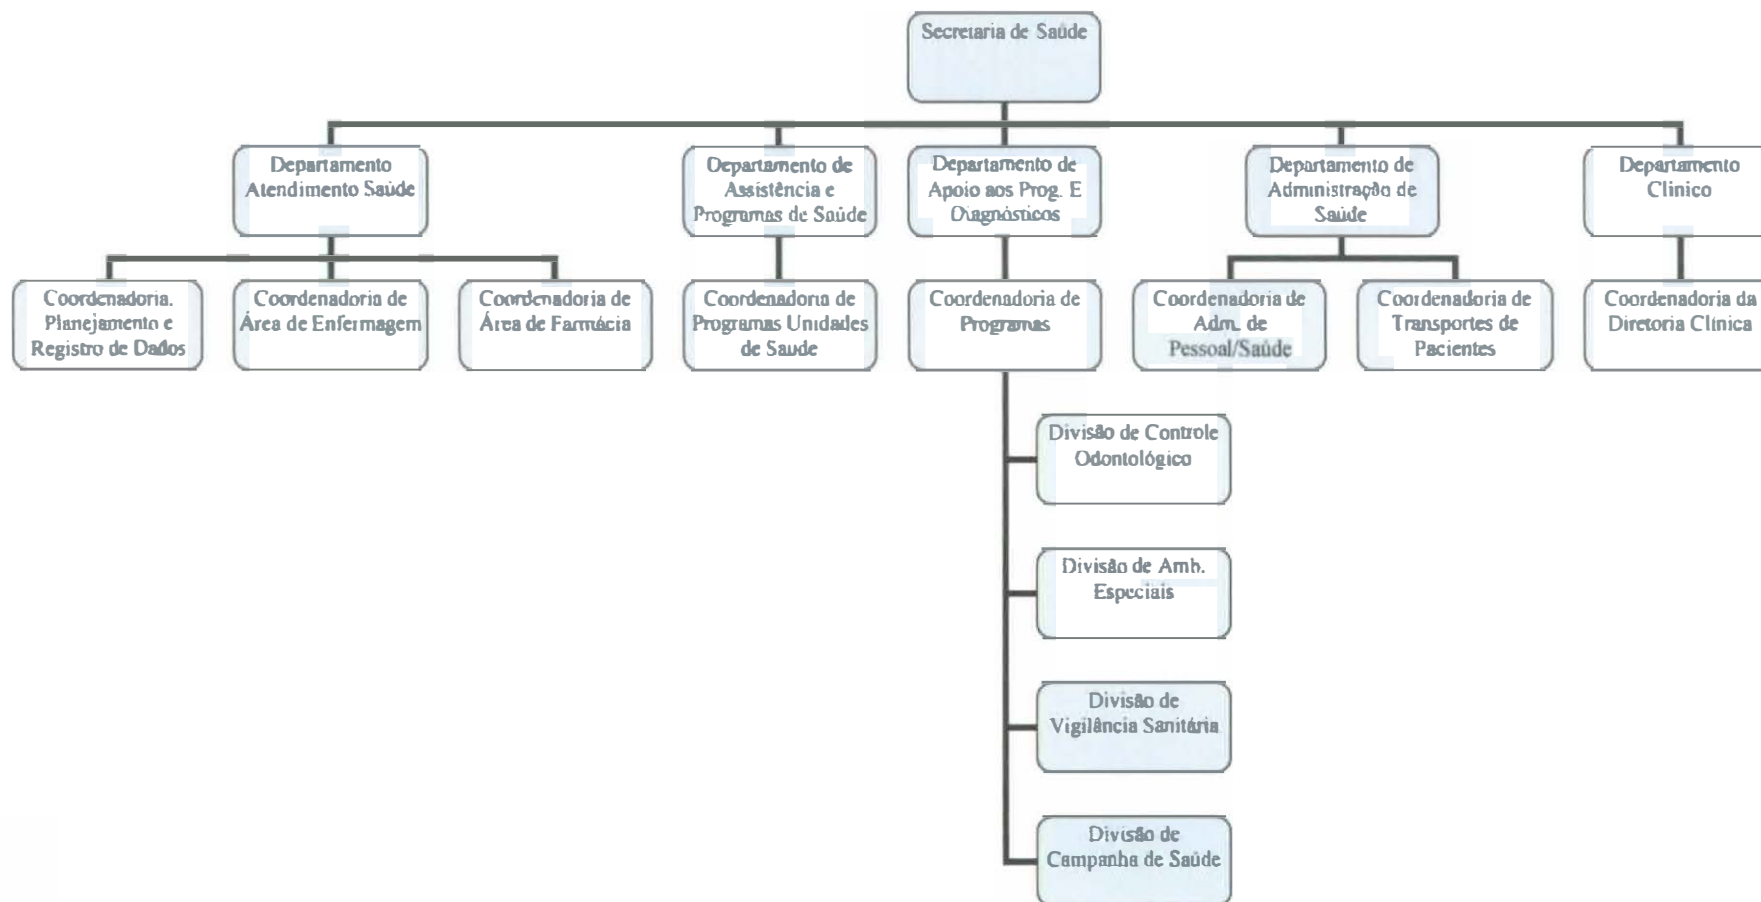 Secretaria de Saúde
Departamento
Atendimento Saúde
Departamento de
Assistência e
Programas de Saúde
Departamento de
Apoio aos Prog. E
Diagnósticos
Departamento de
Administração de
Saúde
Departamento
Clinico
Coordenadoria.
Planejamento e
Registro de Dados
Coordenadoria de
Área de Enfermagem
Coordenadoria de
Área de Farmácia
Coordenadoria de
Programas Unidades
de Saude
Coordenadoria de
Programas
Coordenadoria de
Adm. de
Pessoal/Saúde
Coordenadoria de
Transportes de
Pacientes
Coordenadoria da
Diretoria Clínica
Divisão de Controle
Odontológico
Divisão de Amb.
Especiais
Divisão de
Vigilância Sanitária
Divisão de
Campanha de Saúde